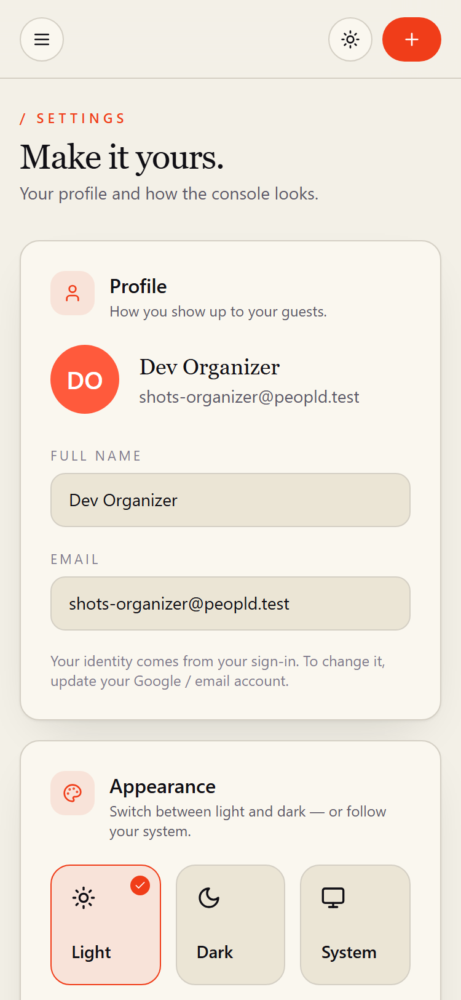 / SETTINGS
Make it yours.
Your profile and how the console looks.
Profile
How you show up to your guests.
DO
Dev Organizer
shots-organizer@peopld.test
FULL NAME
Dev Organizer
EMAIL
shots-organizer@peopld.test
Your identity comes from your sign-in. To change it,
update your Google / email account.
Appearance
Switch between light and dark — or follow
your system.
Light
Dark
System